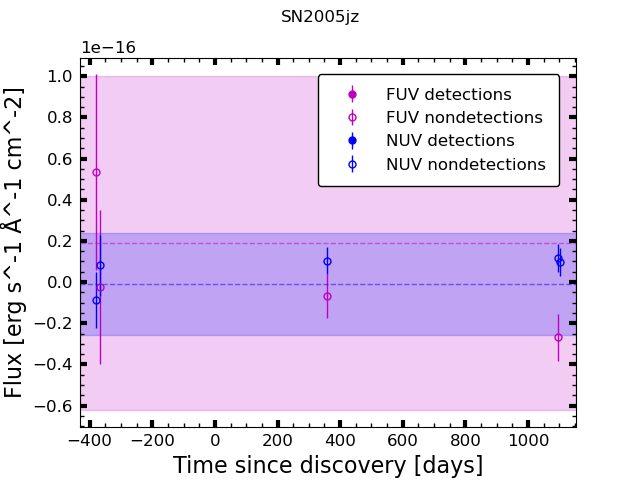 SN2005jz
1e−16
1.0
0.8
0.6
0.4
0.2
0.0
−0.2
−0.4
−0.6
Flux [erg s^-1 Å^-1 cm^-2]
FUV detections
FUV nondetections
NUV detections
NUV nondetections
−400 −200 0 200 400 600 800 1000
Time since discovery [days]